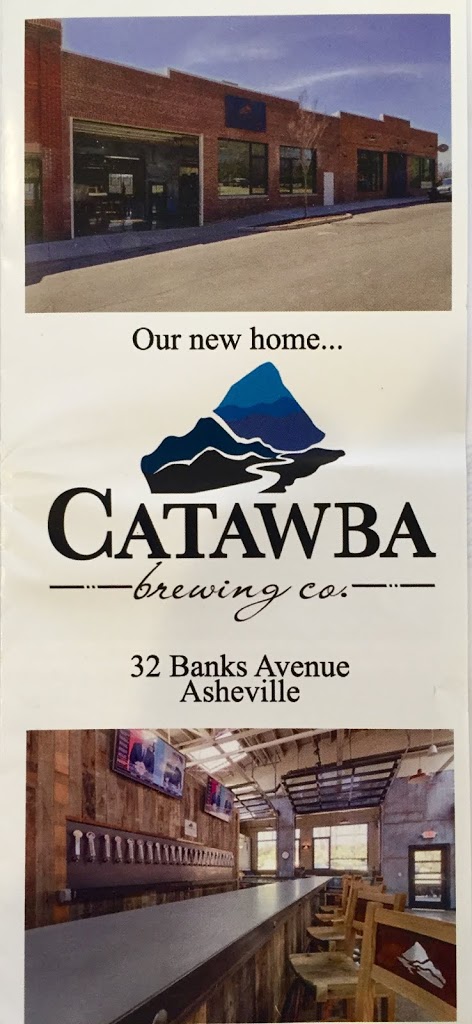 Our new home...
CATAWBA
brewing co.
32 Banks Avenue
Asheville